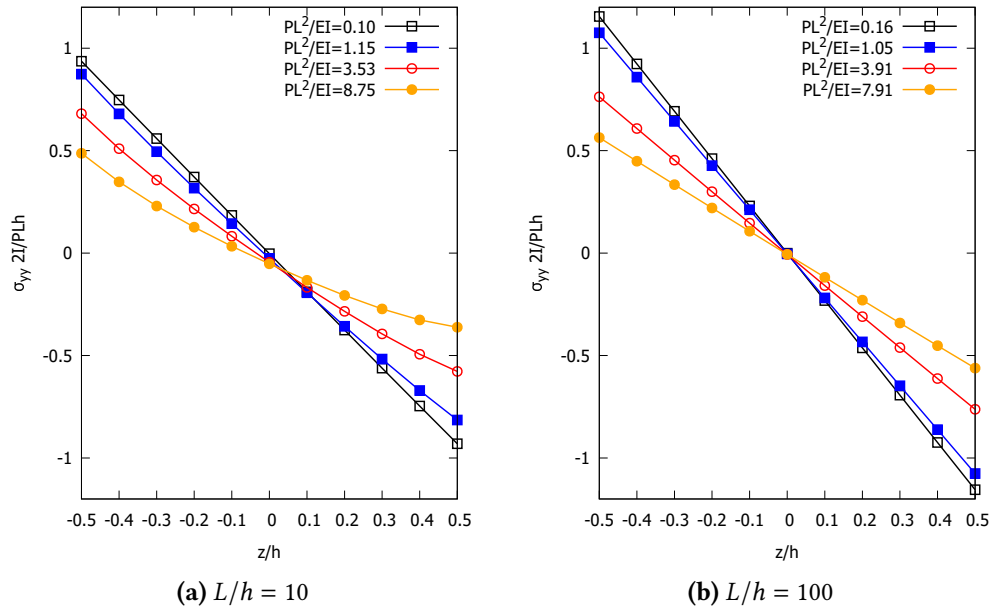 PL²/EI=0.10
PL²/EI=1.15
PL²/EI=3.53
PL²/EI=8.75
1
0.5
0
-0.5
-1
σyy 2I/PLh
-0.5 -0.4 -0.3 -0.2 -0.1 0 0.1 0.2 0.3 0.4 0.5
z/h
(a) L/h = 10
PL²/EI=0.16
PL²/EI=1.05
PL²/EI=3.91
PL²/EI=7.91
1
0.5
0
-0.5
-1
σyy 2I/PLh
-0.5 -0.4 -0.3 -0.2 -0.1 0 0.1 0.2 0.3 0.4 0.5
z/h
(b) L/h = 100